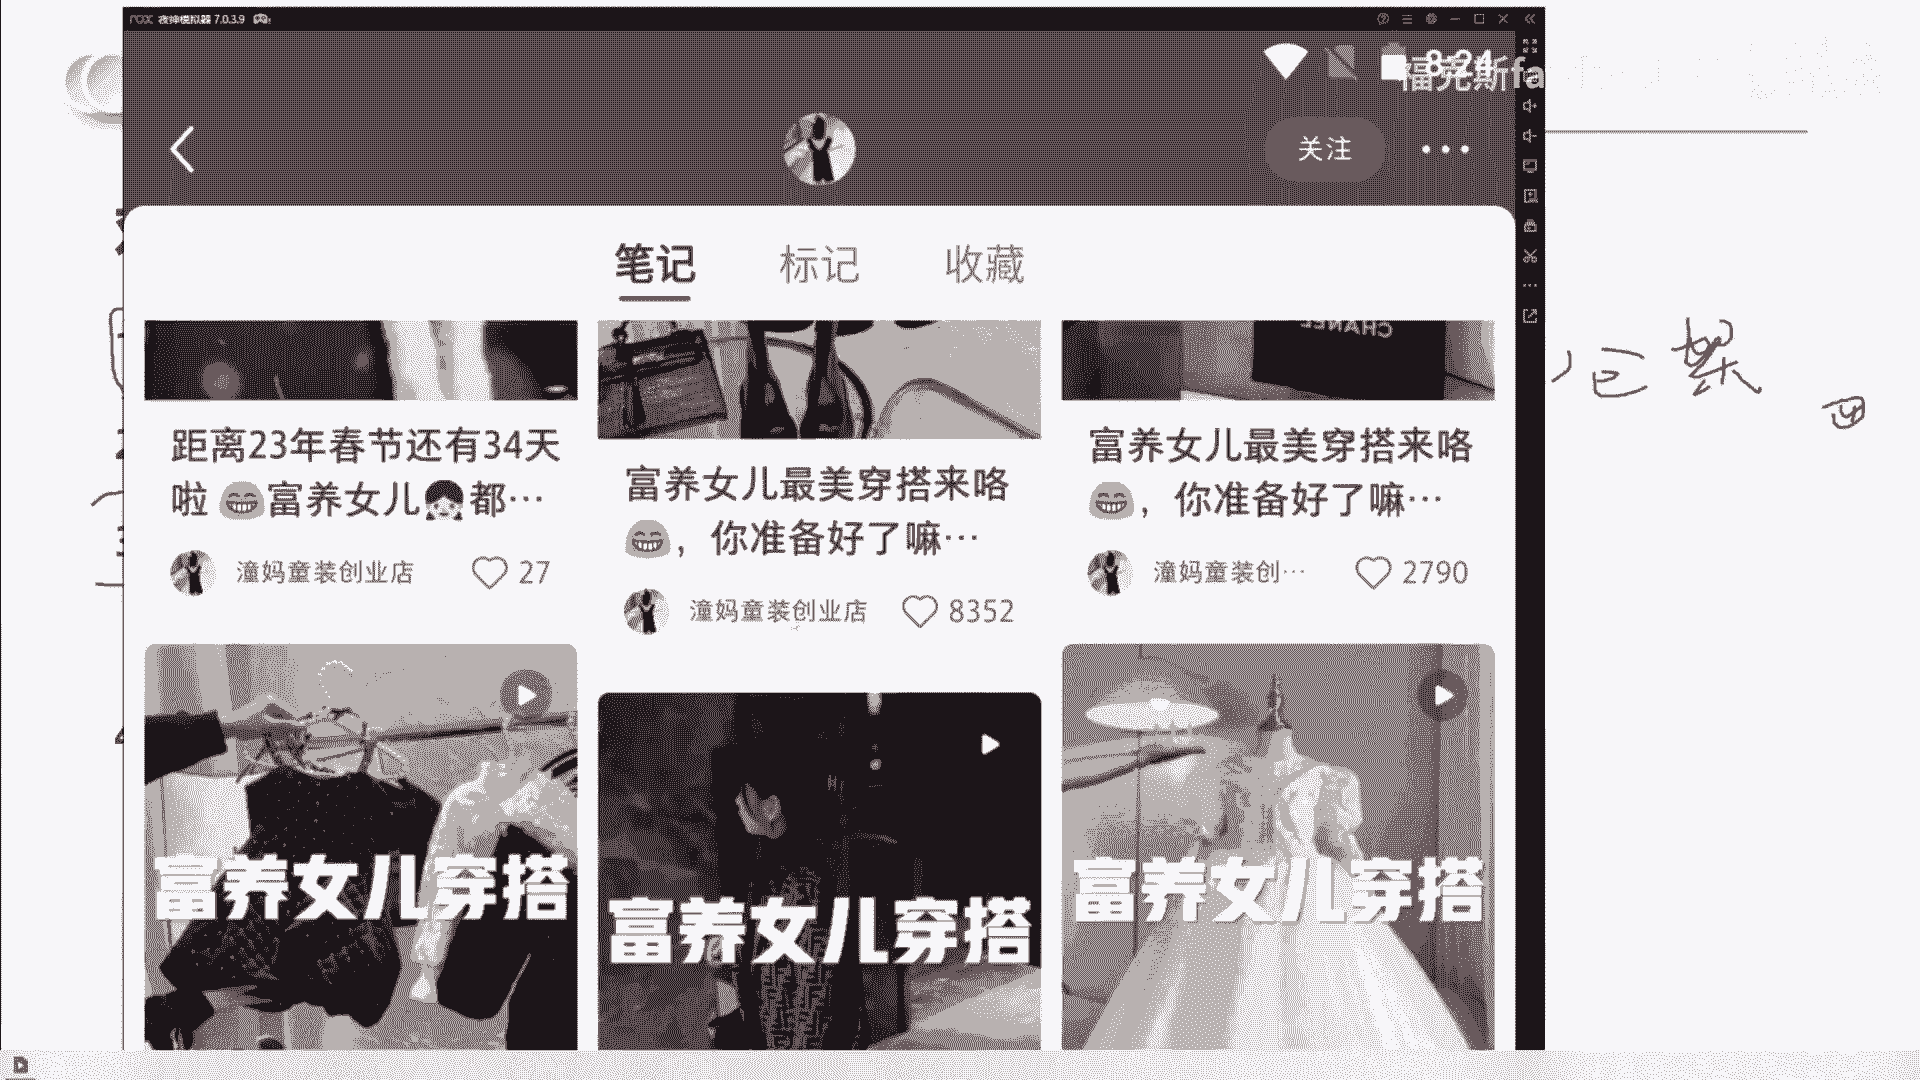 nox 夜神模拟器 7.0.3.9
8:24
福克斯fa
关注
笔记 标记 收藏
CHANEL
距离23年春节还有34天
啦 😁富养女儿👧都…
潼妈童装创业店 27
富养女儿最美穿搭来咯
😁，你准备好了嘛…
潼妈童装创业店 8352
富养女儿最美穿搭来咯
😁，你准备好了嘛…
潼妈童装创… 2790
富养女儿穿搭
富养女儿穿搭
富养女儿穿搭